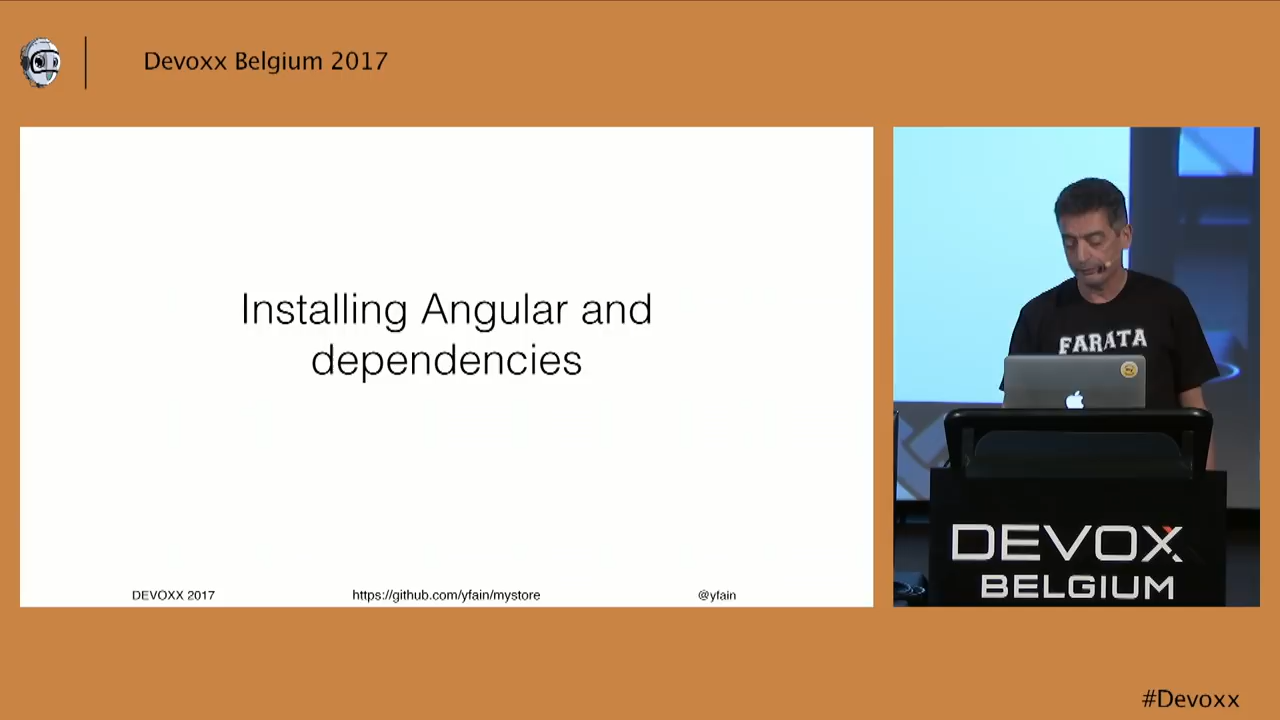 Devoxx Belgium 2017
Installing Angular and
dependencies
DEVOXX 2017
https://github.com/yfain/mystore
@yfain
FARATA
DEVOXX
BELGIUM
#Devoxx